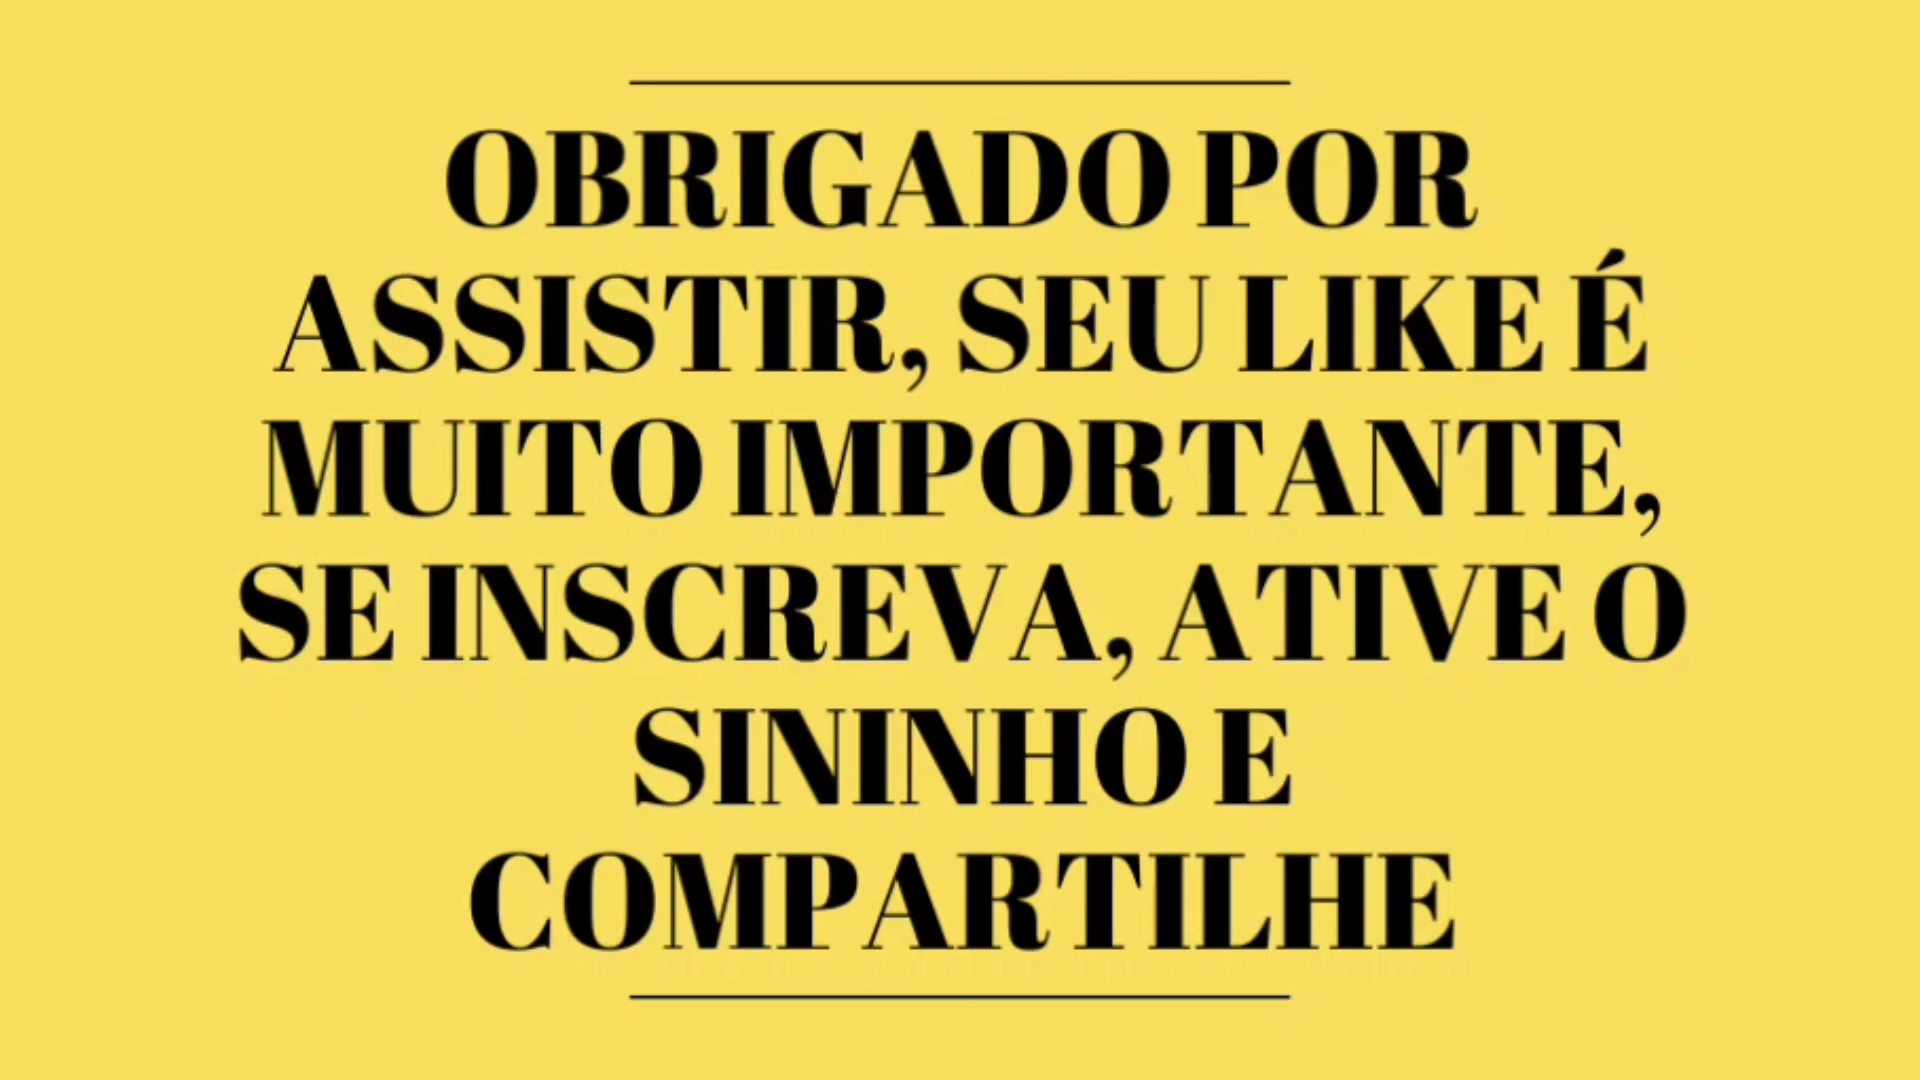 OBRIGADO POR
ASSISTIR, SEU LIKE É
MUITO IMPORTANTE,
SE INSCREVA, ATIVE O
SININHO E
COMPARTILHE